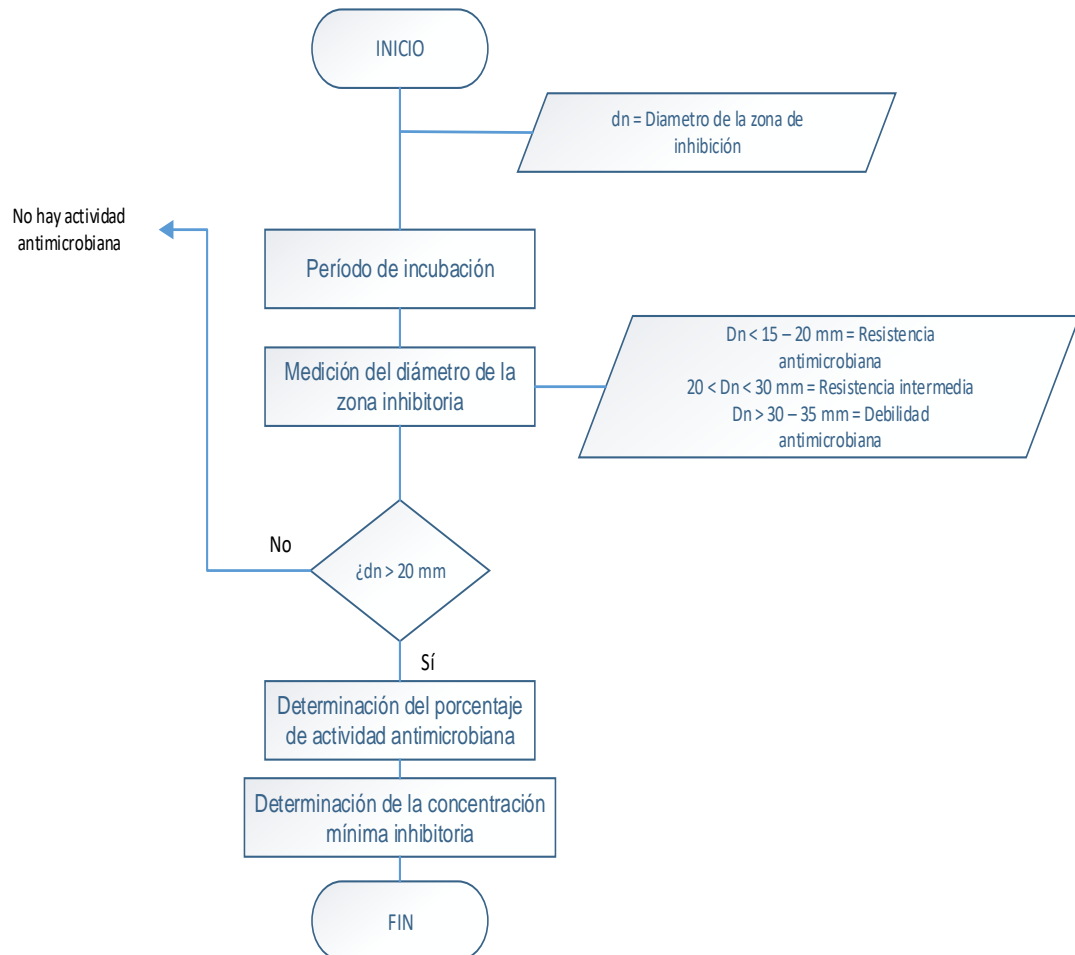 INICIO
dn = Diametro de la zona de
inhibición
No hay actividad
antimicrobiana
Período de incubación
Medición del diámetro de la
zona inhibitoria
Dn < 15 – 20 mm = Resistencia
antimicrobiana
20 < Dn < 30 mm = Resistencia intermedia
Dn > 30 – 35 mm = Debilidad
antimicrobiana
No
¿dn > 20 mm
Sí
Determinación del porcentaje
de actividad antimicrobiana
Determinación de la concentración
mínima inhibitoria
FIN